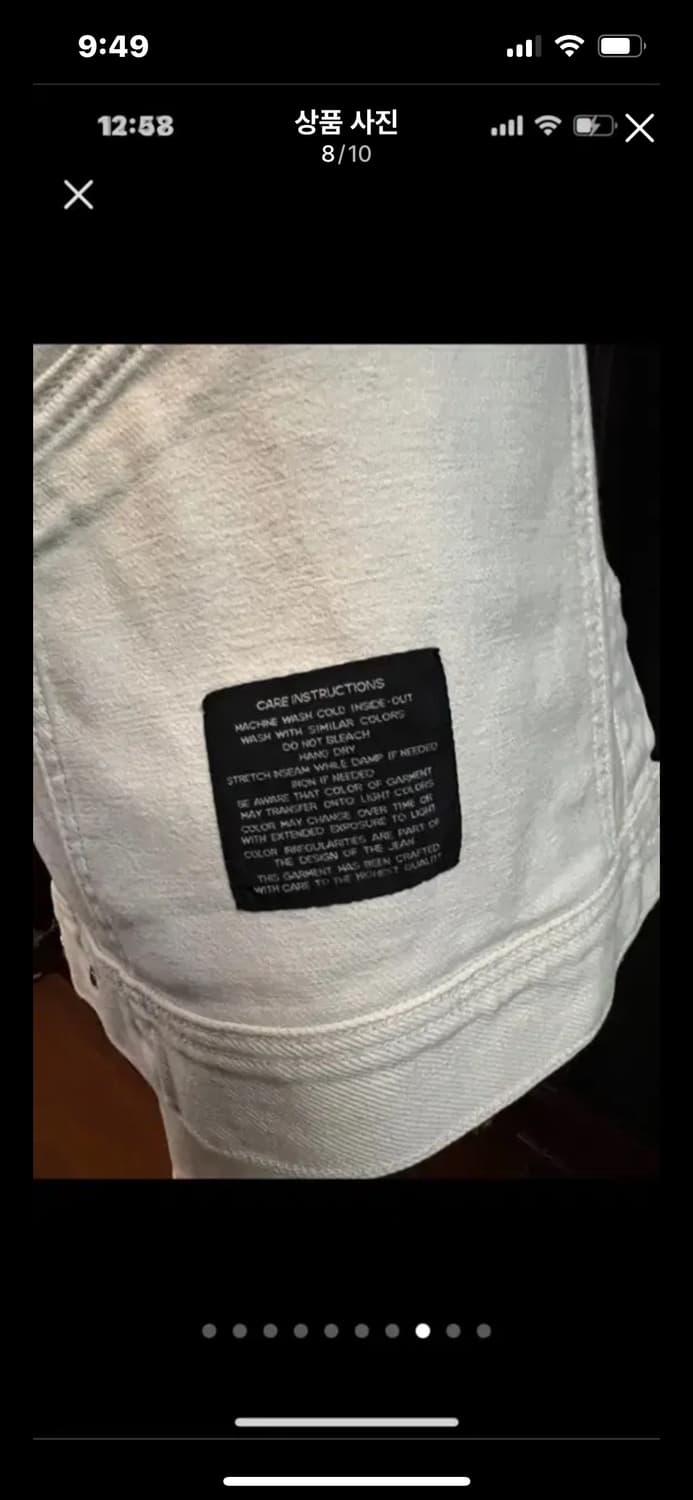 9:49
12:58
상품 사진
8/10
CARE INSTRUCTIONS
MACHINE WASH COLD INSIDE-OUT
WASH WITH SIMILAR COLORS
DO NOT BLEACH
HANG DRY
STRETCH INSEAM WHILE DAMP IF NEEDED
IRON IF NEEDED
BE AWARE THAT COLOR OF GARMENT
MAY TRANSFER ONTO LIGHT COLORS
COLOR MAY CHANGE OVER TIME OR
WITH EXTENDED EXPOSURE TO LIGHT
COLOR IRREGULARITIES ARE PART OF
THE DESIGN OF THE JEAN
THIS GARMENT HAS BEEN CRAFTED
WITH CARE TO THE HIGHEST QUALITY